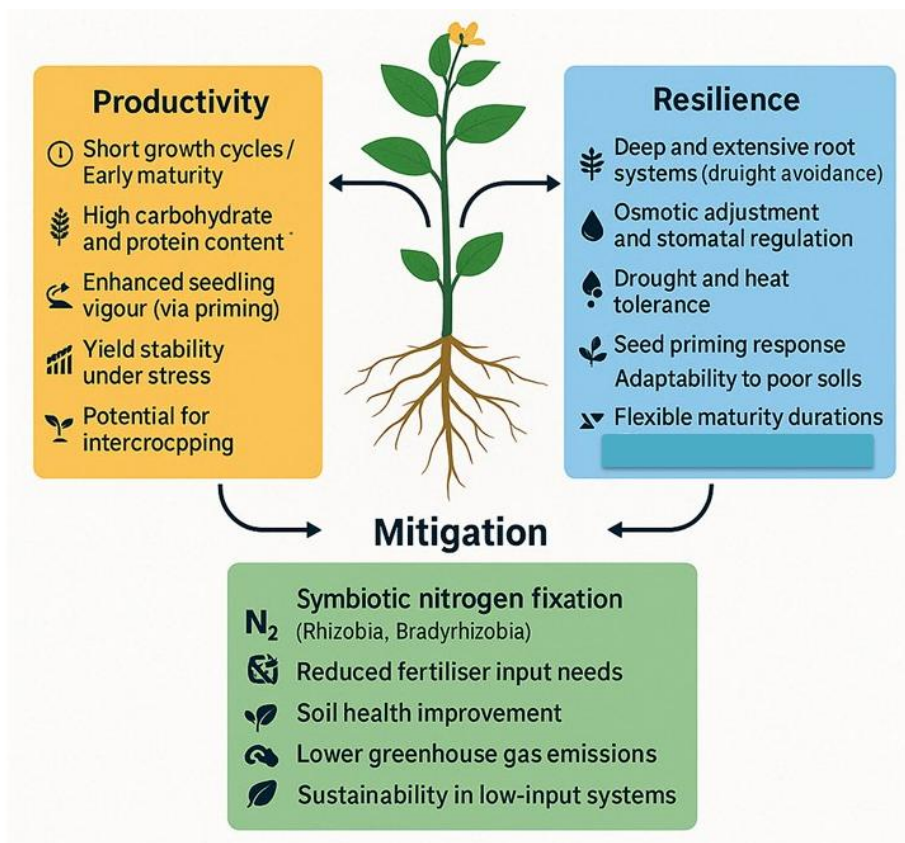 Productivity
Short growth cycles /
Early maturity
High carbohydrate
and protein content
Enhanced seedling
vigour (via priming)
Yield stability
under stress
Potential for
intercrocpping
Resilience
Deep and extensive root
systems (druight avoidance)
Osmotic adjustment
and stomatal regulation
Drought and heat
tolerance
Seed priming response
Adaptability to poor solls
Flexible maturity durations
Mitigation
N₂
Symbiotic nitrogen fixation
(Rhizobia, Bradyrhizobia)
Reduced fertiliser input needs
Soil health improvement
Lower greenhouse gas emissions
Sustainability in low-input systems